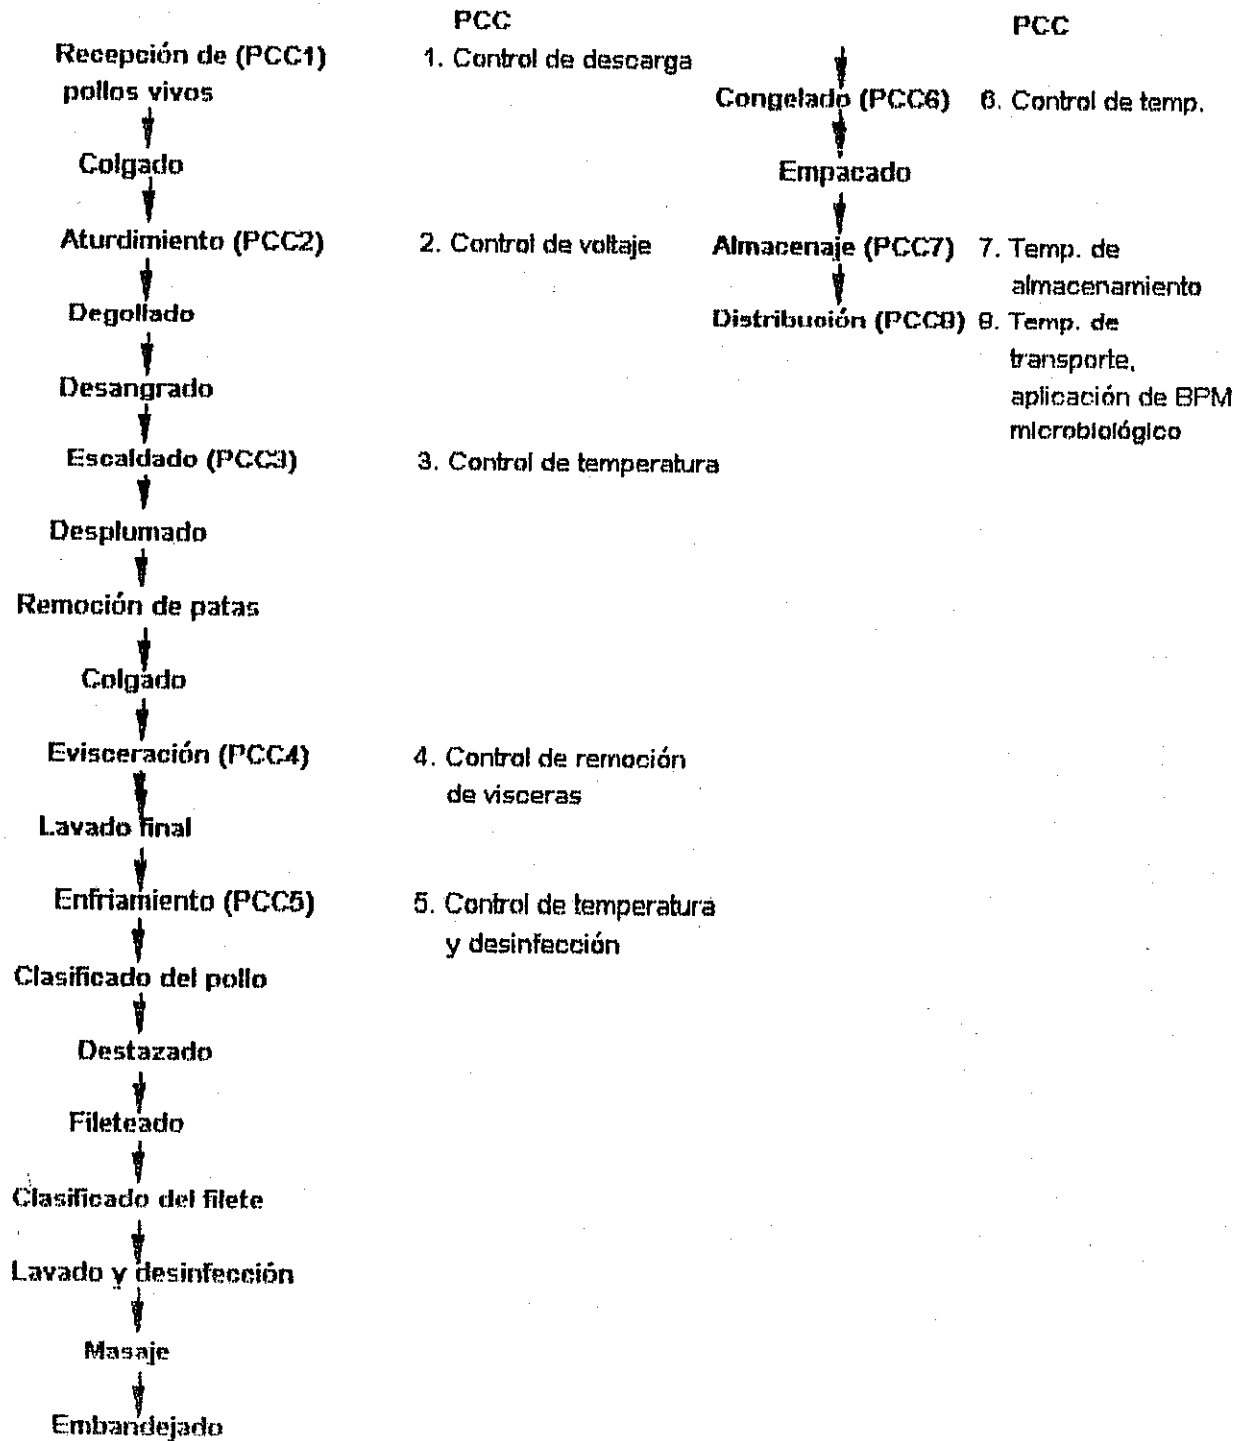 PCC
Recepción de (PCC1)
pollos vivos
1. Control de descarga
Colgado
Aturdimiento (PCC2)
2. Control de voltaje
Degollado
Desangrado
Escaldado (PCC3)
3. Control de temperatura
Desplumado
Remoción de patas
Colgado
Evisceración (PCC4)
4. Control de remoción
de visceras
Lavado final
Enfriamiento (PCC5)
5. Control de temperatura
y desinfección
Clasificado del pollo
Destazado
Fileteado
Clasificado del filete
Lavado y desinfección
Masaje
Embandejado
PCC
Congelado (PCC6)
6. Control de temp.
Empacado
Almacenaje (PCC7)
7. Temp. de
almacenamiento
Distribución (PCC8)
8. Temp. de
transporte,
aplicación de BPM
microbiológico